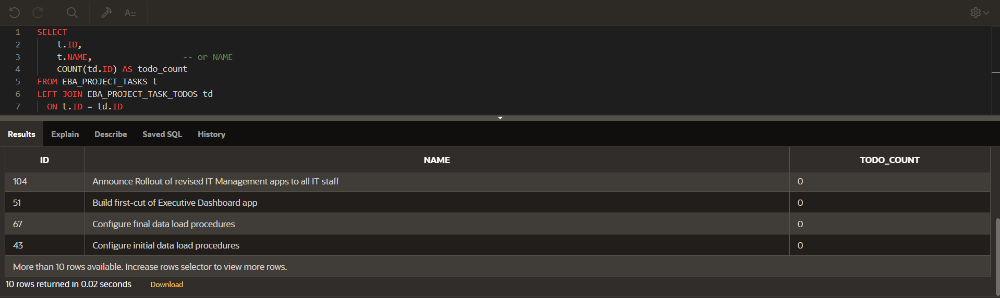 A::
1 SELECT
2 t.ID,
3 t.NAME, -- or NAME
4 COUNT(td.ID) AS todo_count
5 FROM EBA_PROJECT_TASKS t
6 LEFT JOIN EBA_PROJECT_TASK_TODOS td
7 ON t.ID = td.ID
Results Explain Describe Saved SQL History
ID NAME TODO_COUNT
104 Announce Rollout of revised IT Management apps to all IT staff 0
51 Build first-cut of Executive Dashboard app 0
67 Configure final data load procedures 0
43 Configure initial data load procedures 0
More than 10 rows available. Increase rows selector to view more rows.
10 rows returned in 0.02 seconds Download